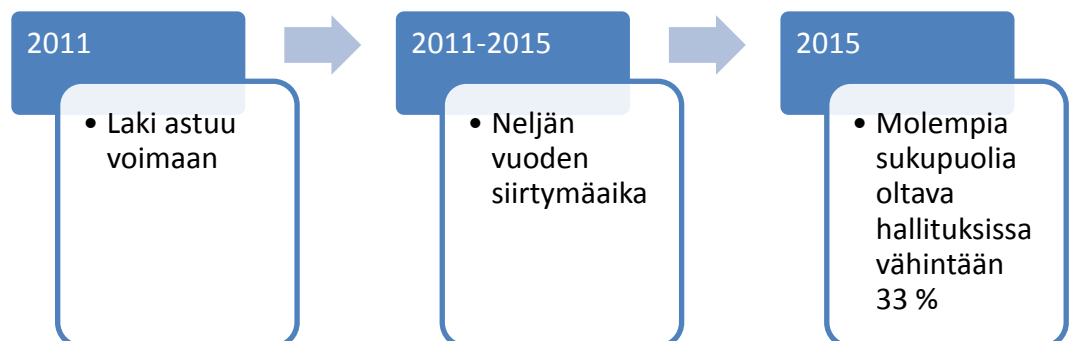 2011
• Laki astuu
voimaan
2011-2015
• Neljän
vuoden
siirtymäaika
2015
• Molempia
sukupuolia
oltava
hallituksissa
vähintään
33 %